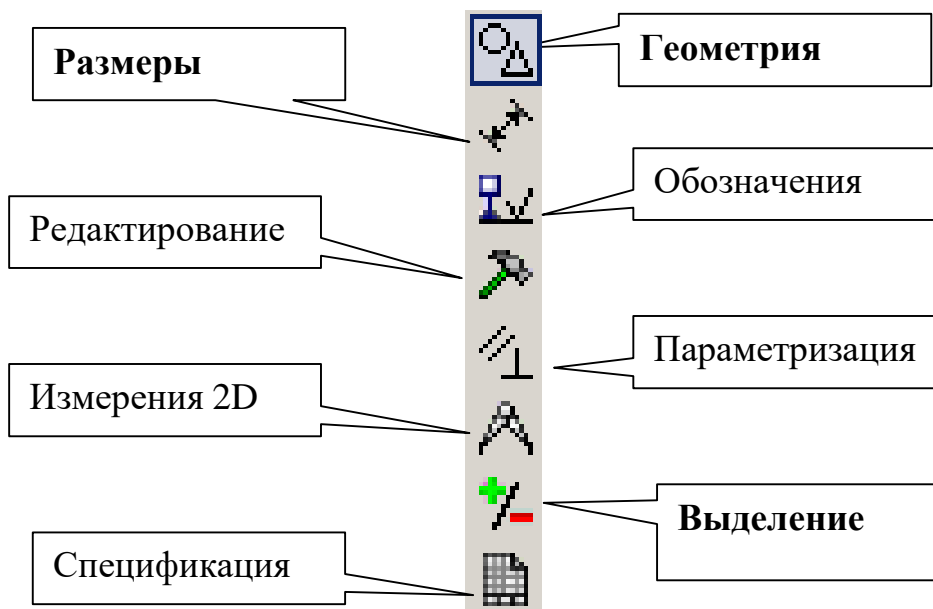 Размеры
Геометрия
Обозначения
Редактирование
Параметризация
Измерения 2D
Выделение
Спецификация